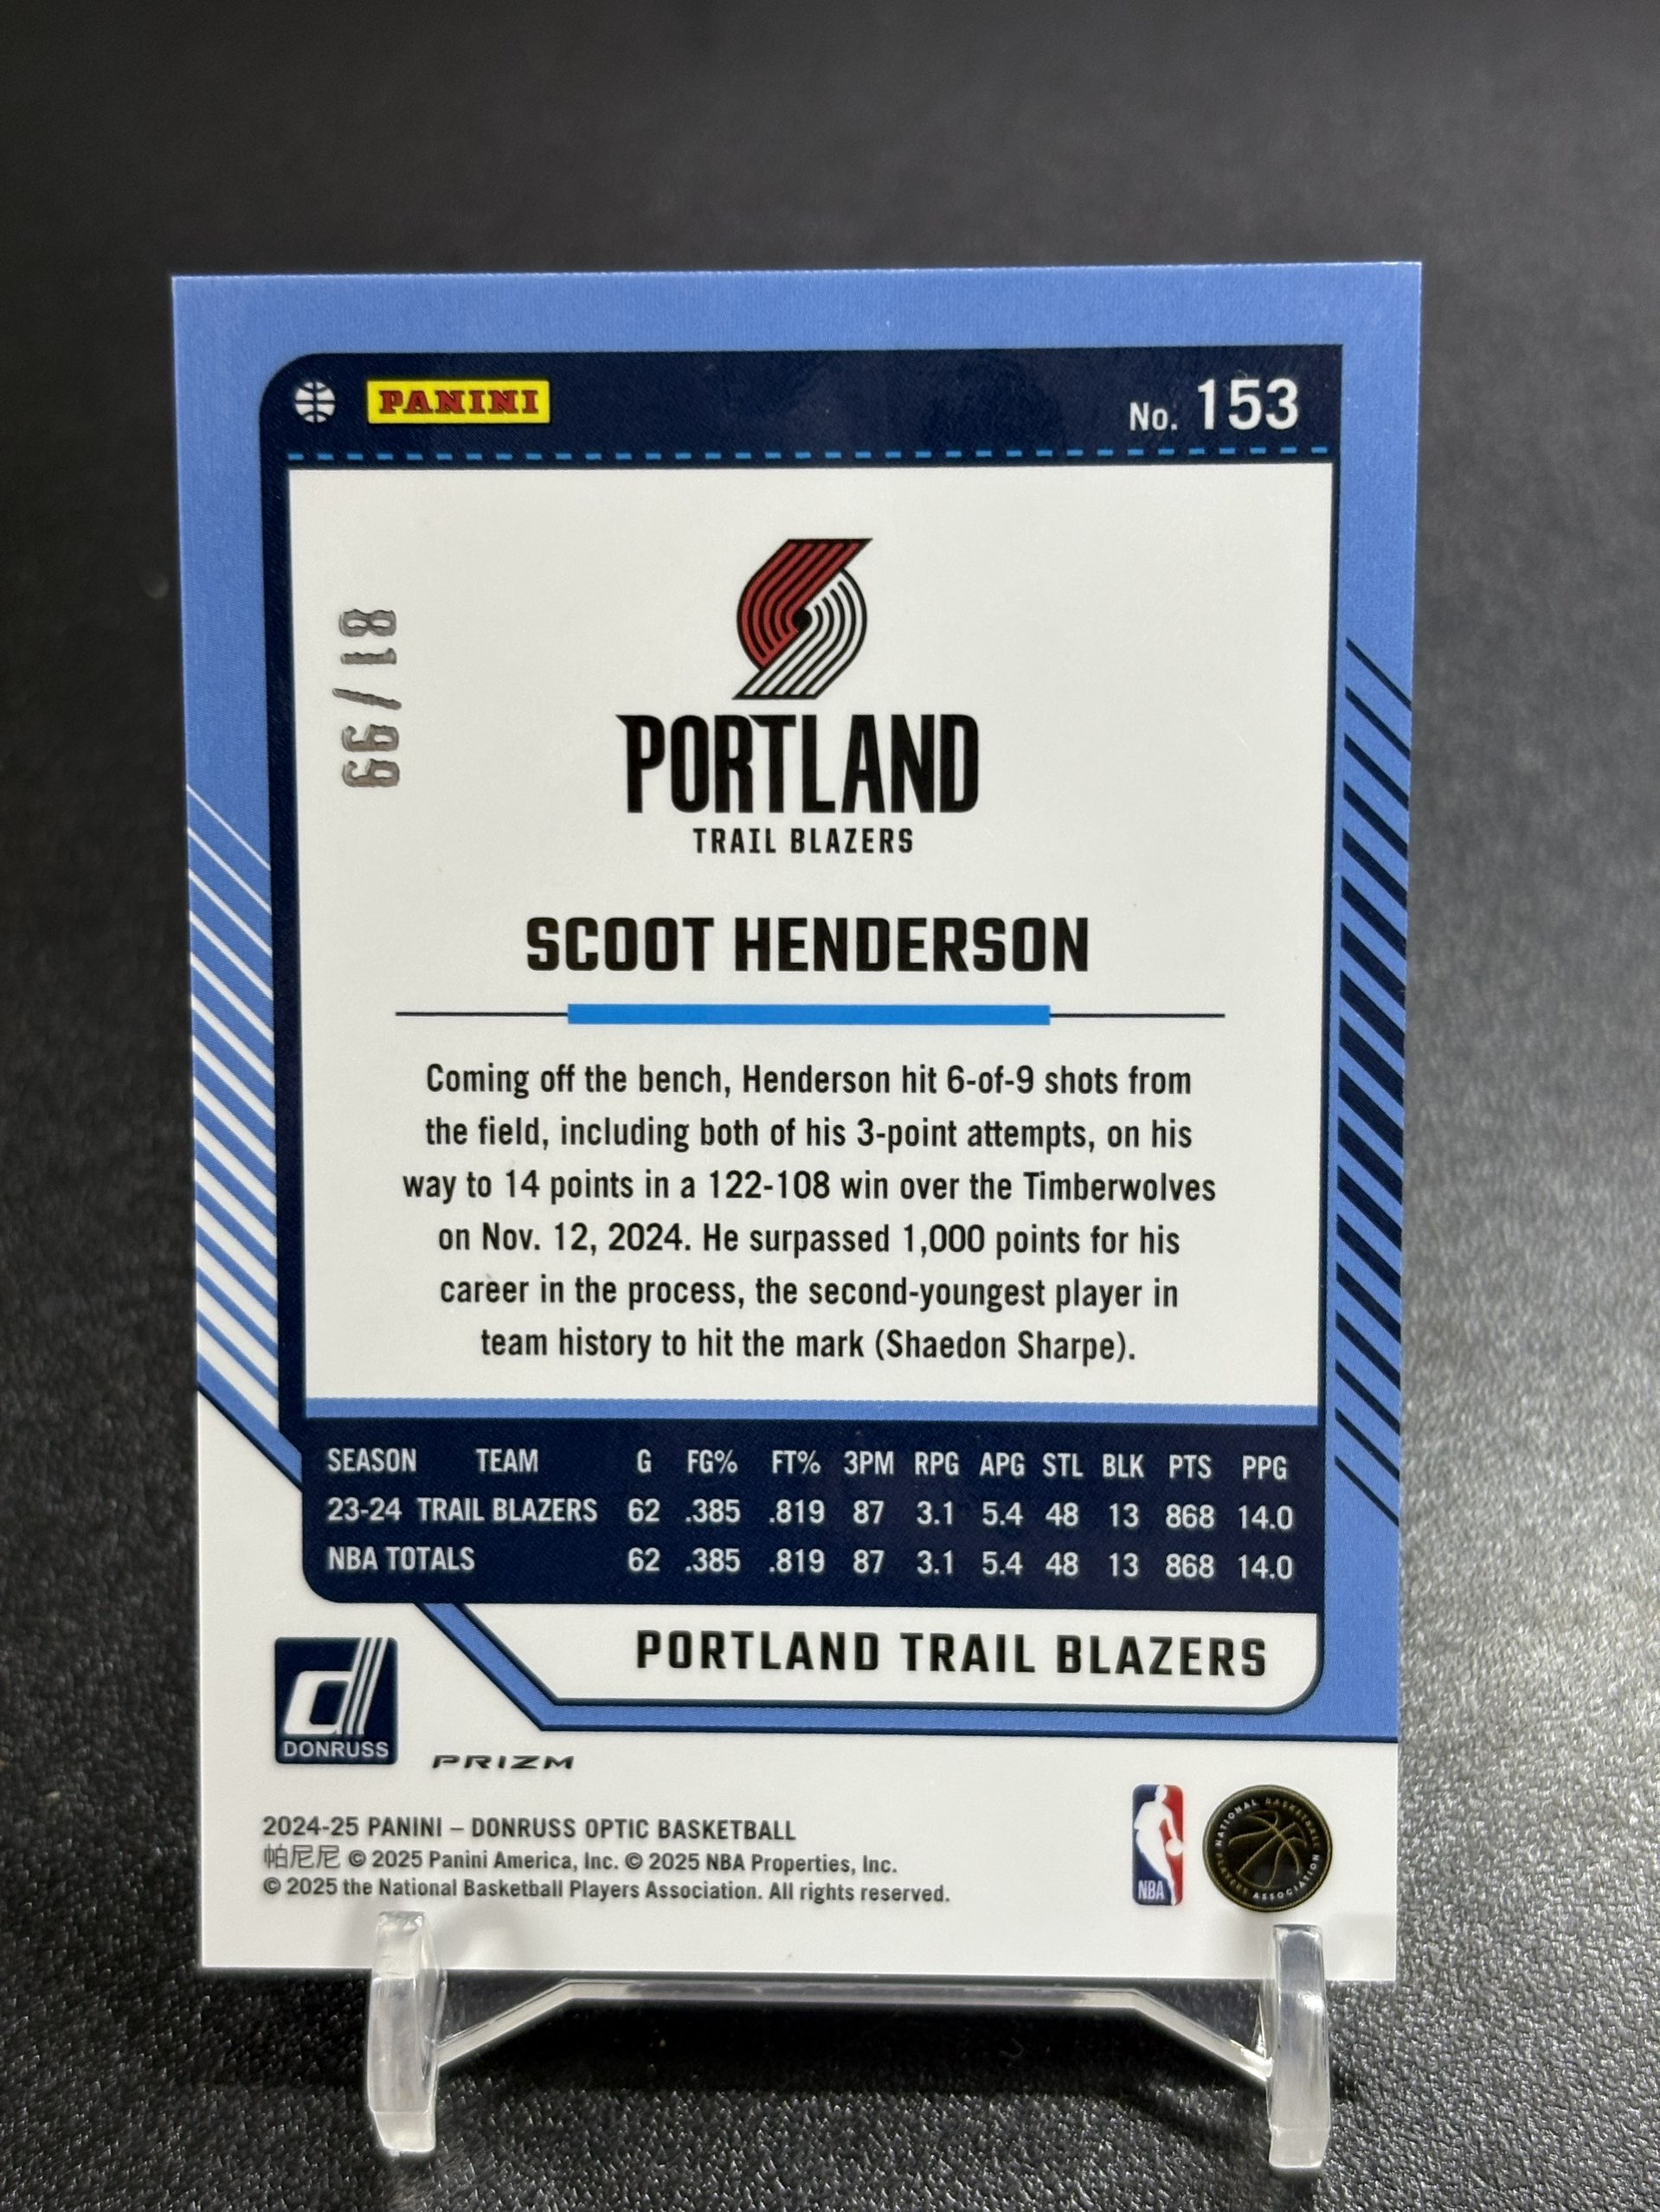 PANINI
No. 153
81/99
PORTLAND
TRAIL BLAZERS
SCOOT HENDERSON
Coming off the bench, Henderson hit 6-of-9 shots from
the field, including both of his 3-point attempts, on his
way to 14 points in a 122-108 win over the Timberwolves
on Nov. 12, 2024. He surpassed 1,000 points for his
career in the process, the second-youngest player in
team history to hit the mark (Shaedon Sharpe).
SEASON TEAM G FG% FT% 3PM RPG APG STL BLK PTS PPG
23-24 TRAIL BLAZERS 62 .385 .819 87 3.1 5.4 48 13 868 14.0
NBA TOTALS 62 .385 .819 87 3.1 5.4 48 13 868 14.0
PORTLAND TRAIL BLAZERS
d
DONRUSS
PRIZM
2024-25 PANINI – DONRUSS OPTIC BASKETBALL
帕尼尼 © 2025 Panini America, Inc. © 2025 NBA Properties, Inc.
© 2025 the National Basketball Players Association. All rights reserved.
NBA
NATIONAL BASKETBALL
PLAYERS ASSOCIATION